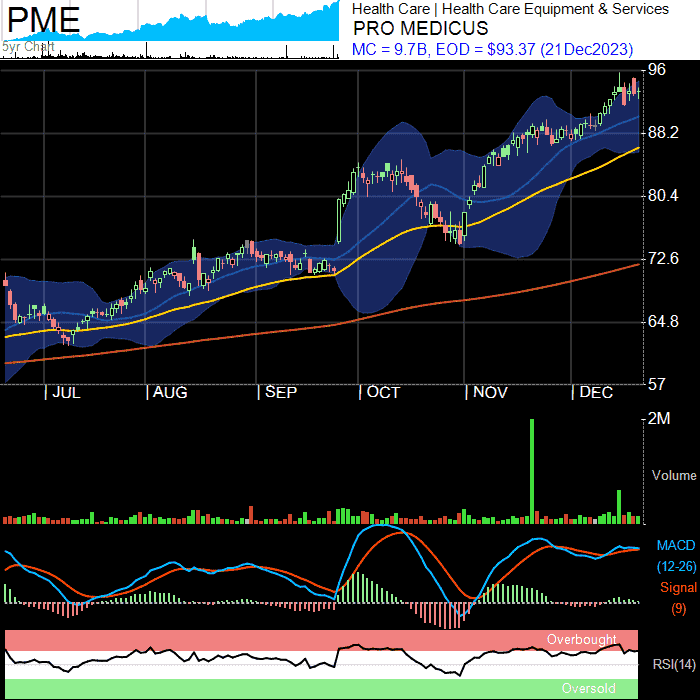 PME
5yr Chart
Health Care | Health Care Equipment & Services
PRO MEDICUS
MC = 9.7B, EOD = $93.37 (21Dec2023)
96
88.2
80.4
72.6
64.8
57
| JUL | AUG | SEP | OCT | NOV | DEC
2M
Volume
MACD
(12-26)
Signal
(9)
Overbought
RSI(14)
Oversold